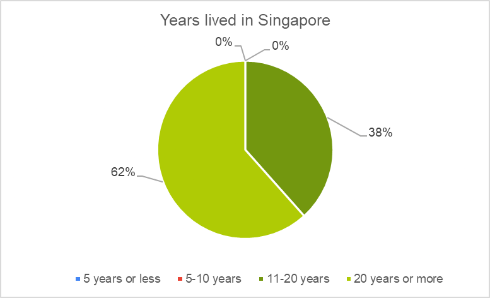 Years lived in Singapore
0% 0%
38%
62%
5 years or less 5-10 years 11-20 years 20 years or more